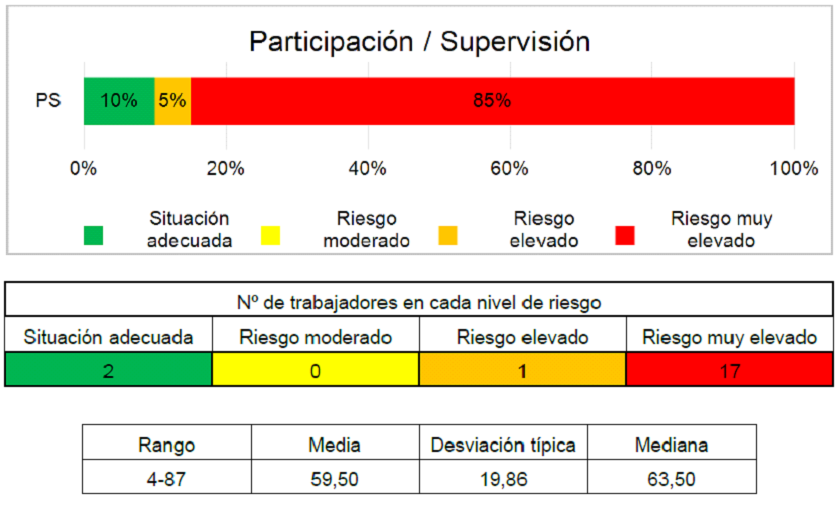 Participación / Supervisión
PS 10% 5% 85%
0% 20% 40% 60% 80% 100%
Situación adecuada
Riesgo moderado
Riesgo elevado
Riesgo muy elevado
Nº de trabajadores en cada nivel de riesgo
Situación adecuada Riesgo moderado Riesgo elevado Riesgo muy elevado
2 0 1 17
Rango Media Desviación típica Mediana
4-87 59,50 19,86 63,50